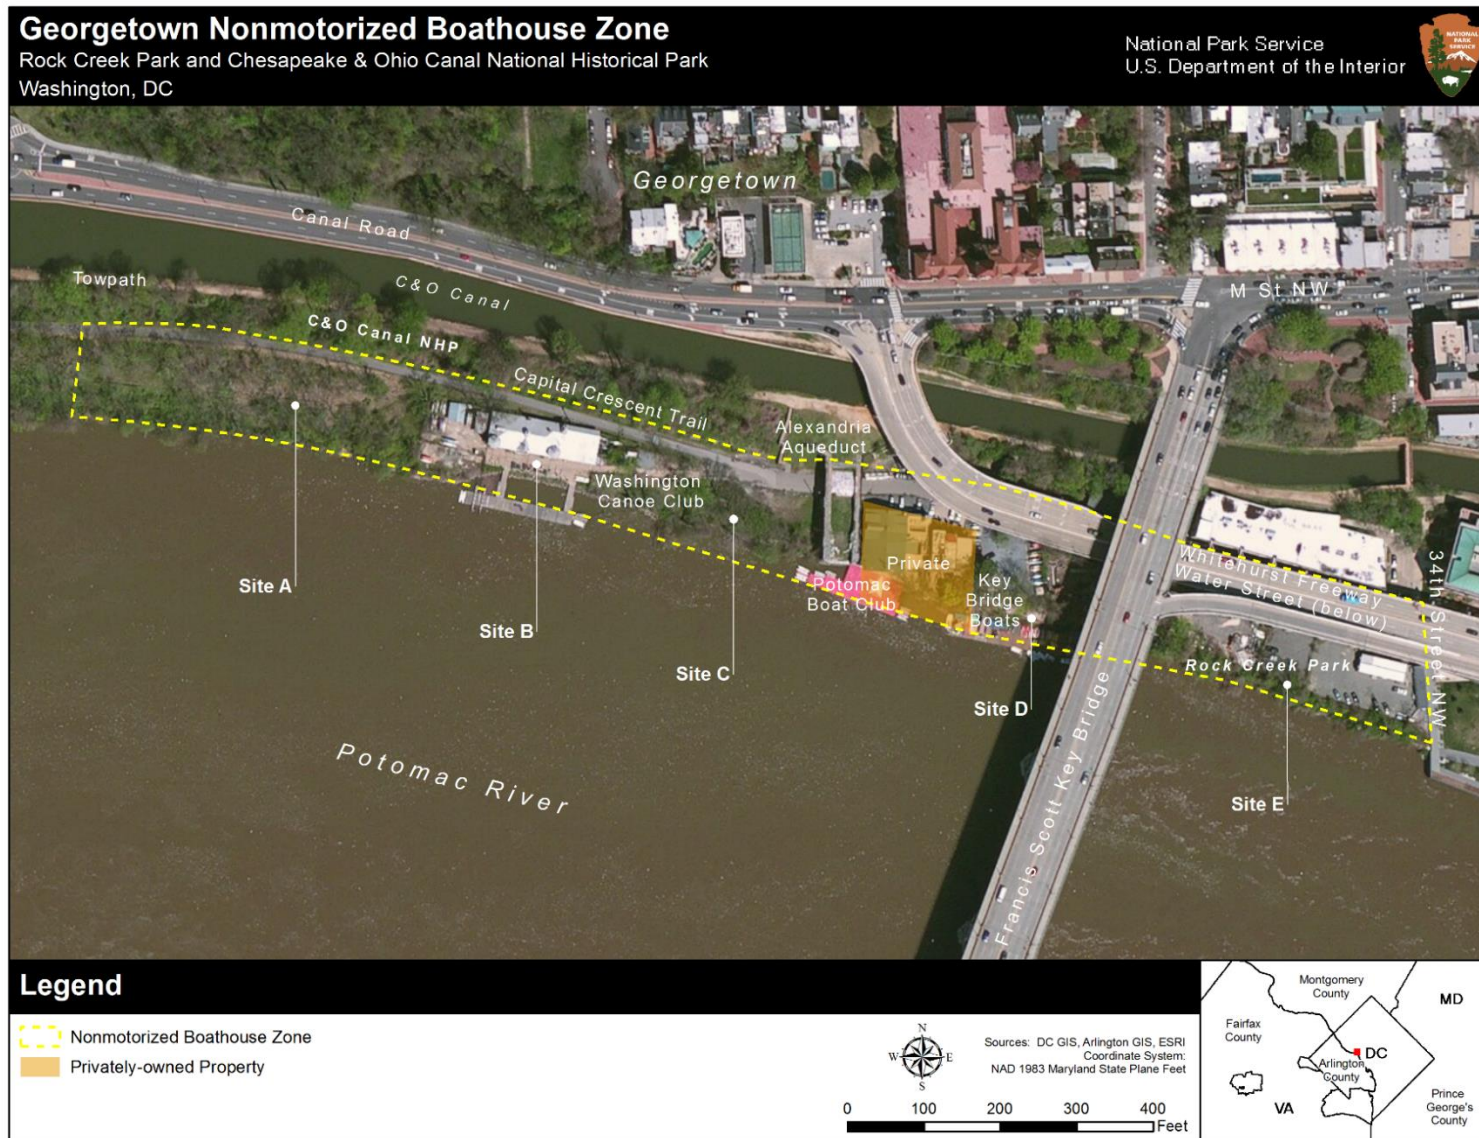 Georgetown Nonmotorized Boathouse Zone
Rock Creek Park and Chesapeake & Ohio Canal National Historical Park
Washington, DC
National Park Service
U.S. Department of the Interior
NATIONAL
PARK
SERVICE
Georgetown
Canal Road
C&O Canal
Towpath
C&O Canal NHP
M St NW
Capital Crescent Trail
Alexandria
Aqueduct
Washington
Canoe Club
Whitehurst Freeway
Water Street (below)
34th Street NW
Private
Potomac
Boat Club
Key
Bridge
Boats
Site A
Site B
Site C
Site D
Rock Creek Park
Site E
Francis Scott Key Bridge
Potomac River
Legend
Nonmotorized Boathouse Zone
Privately-owned Property
N
W
E
S
Sources: DC GIS, Arlington GIS, ESRI
Coordinate System:
NAD 1983 Maryland State Plane Feet
0 100 200 300 400
Feet
Montgomery
County
MD
Fairfax
County
DC
Arlington
County
VA
Prince
George's
County